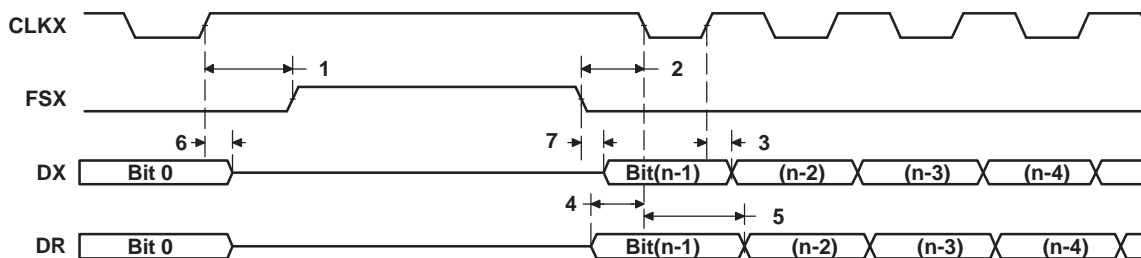 CLKX
1 2
FSX
6 7 3
DX Bit 0 Bit(n-1) (n-2) (n-3) (n-4)
4 5
DR Bit 0 Bit(n-1) (n-2) (n-3) (n-4)